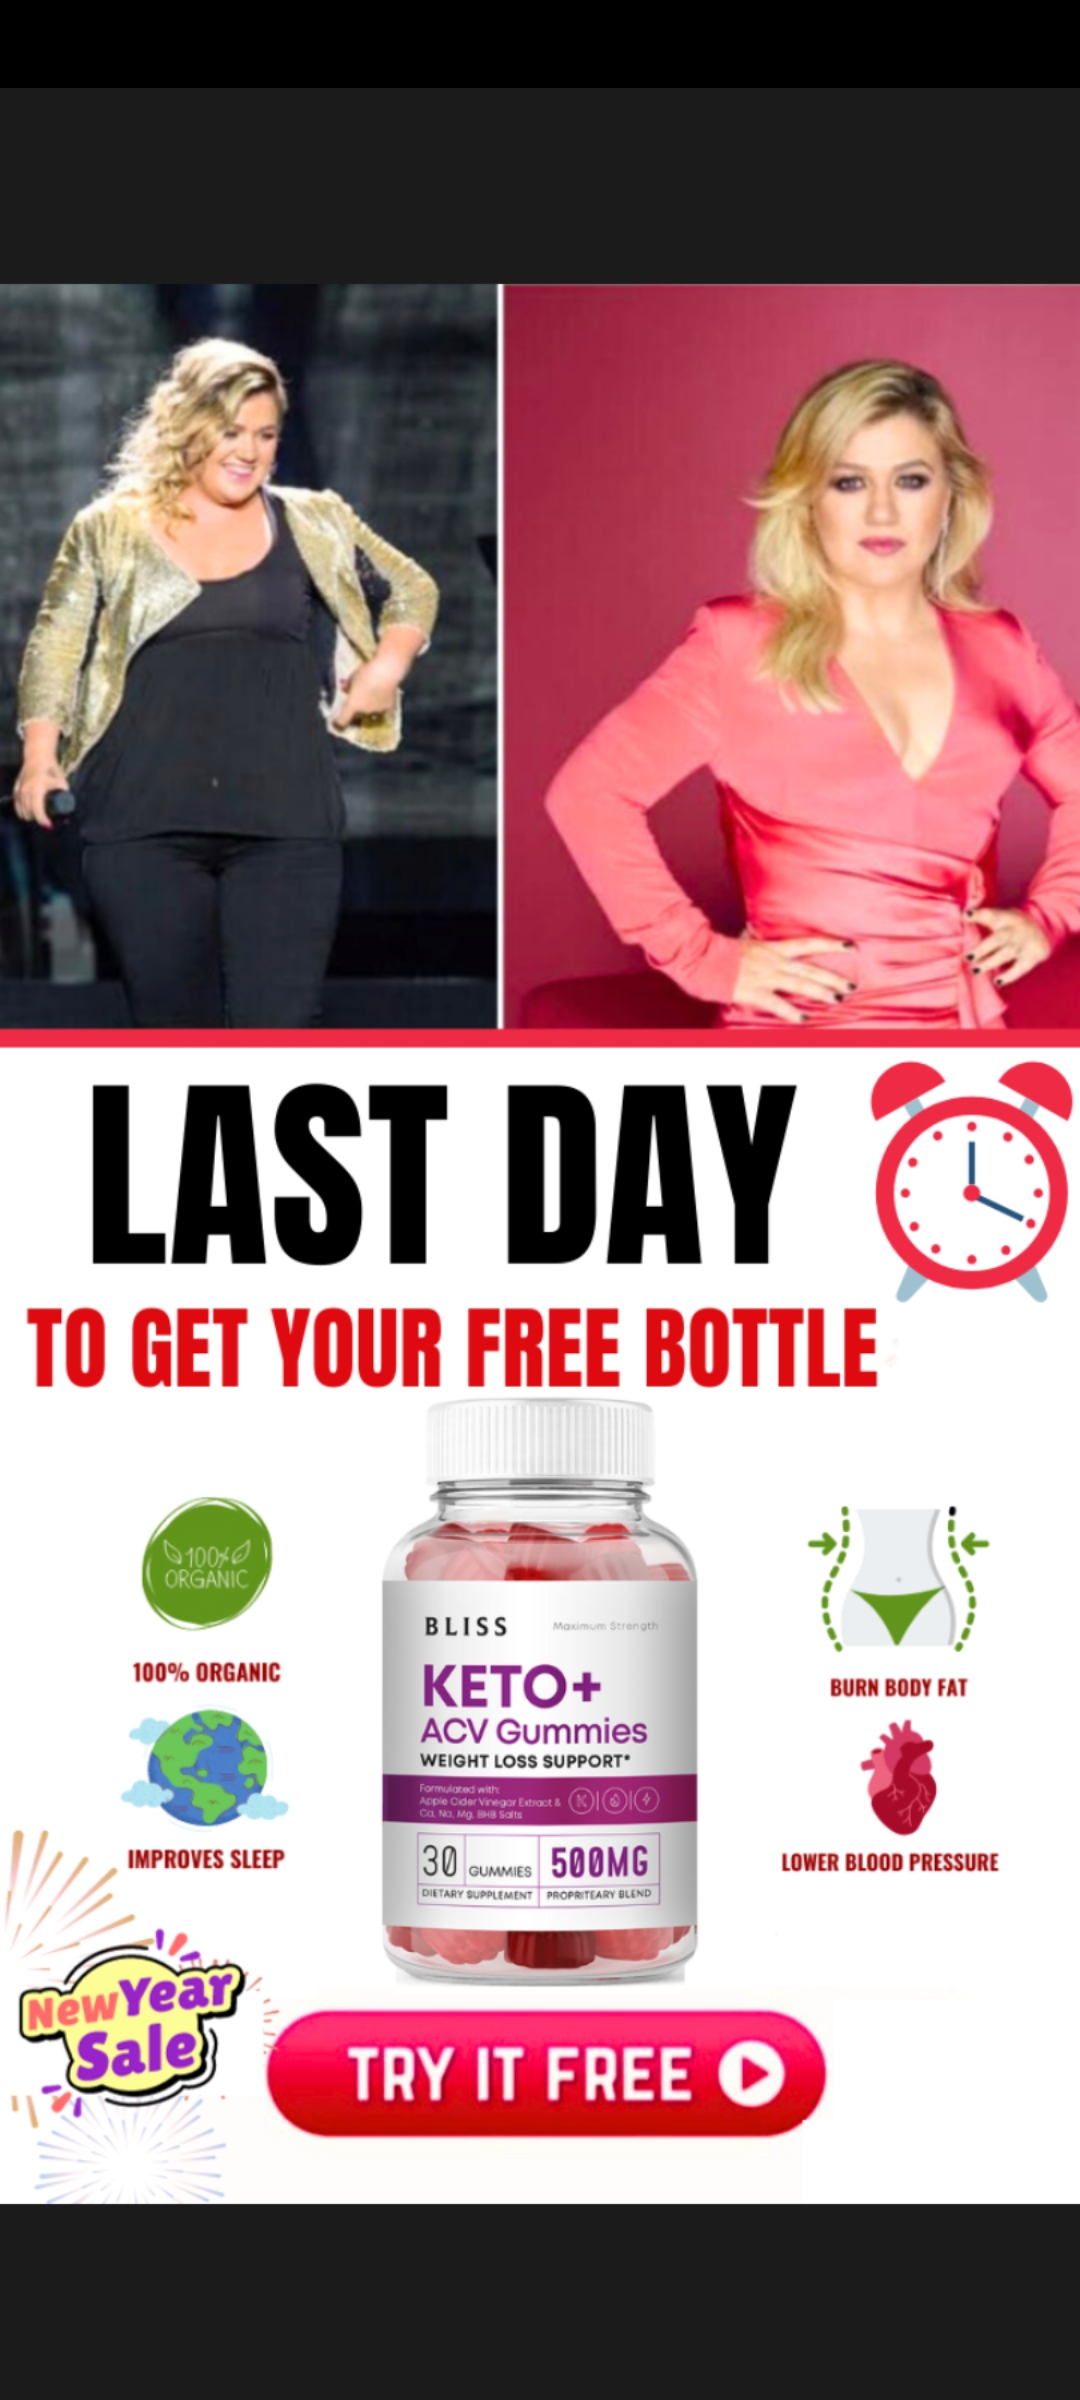 LAST DAY
TO GET YOUR FREE BOTTLE
100% ORGANIC
100% ORGANIC
IMPROVES SLEEP
BLISS
Maximum Strength
KETO+
ACV Gummies
WEIGHT LOSS SUPPORT*
Formulated with:
Apple Cider Vinegar Extract &
Ca, Na, Mg, BHB Salts
30 GUMMIES
500MG
DIETARY SUPPLEMENT
PROPRITEARY BLEND
BURN BODY FAT
LOWER BLOOD PRESSURE
New Year
Sale
TRY IT FREE